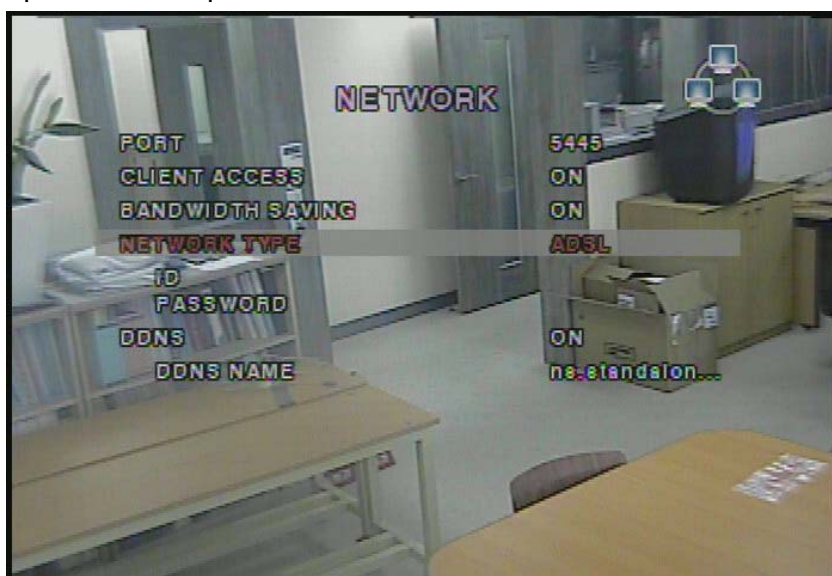 NETWORK
PORT 5445
CLIENT ACCESS ON
BANDWIDTH SAVING ON
NETWORK TYPE ADSL
ID
PASSWORD
DDNS ON
DDNS NAME ns.standalon...